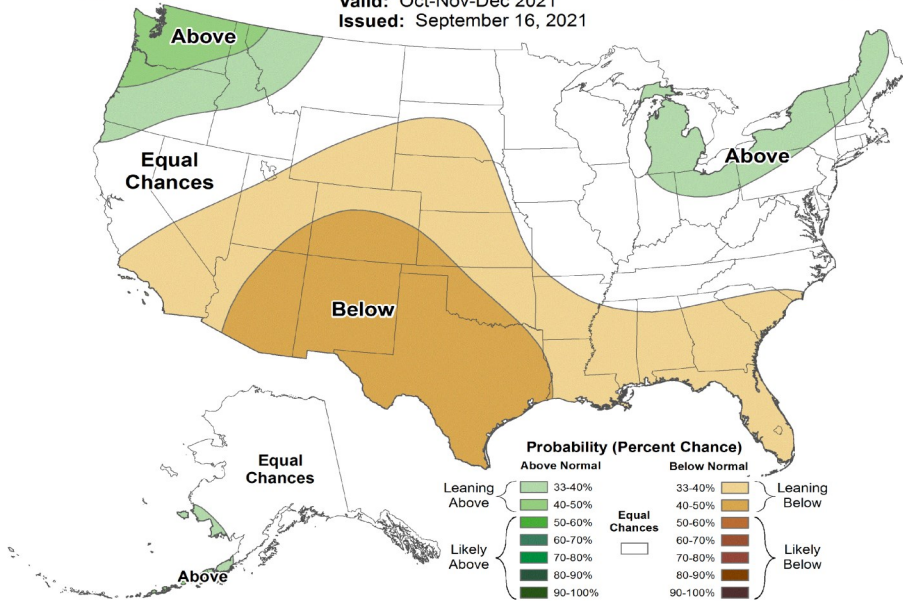 Valid: Oct-Nov-Dec 2021
Issued: September 16, 2021
Above
Equal
Chances
Above
Below
Equal
Chances
Above
Probability (Percent Chance)
Above Normal
Below Normal
Leaning
Above
33-40%
40-50%
Likely
Above
50-60%
60-70%
70-80%
80-90%
90-100%
Equal
Chances
33-40%
40-50%
Leaning
Below
50-60%
60-70%
70-80%
80-90%
90-100%
Likely
Below